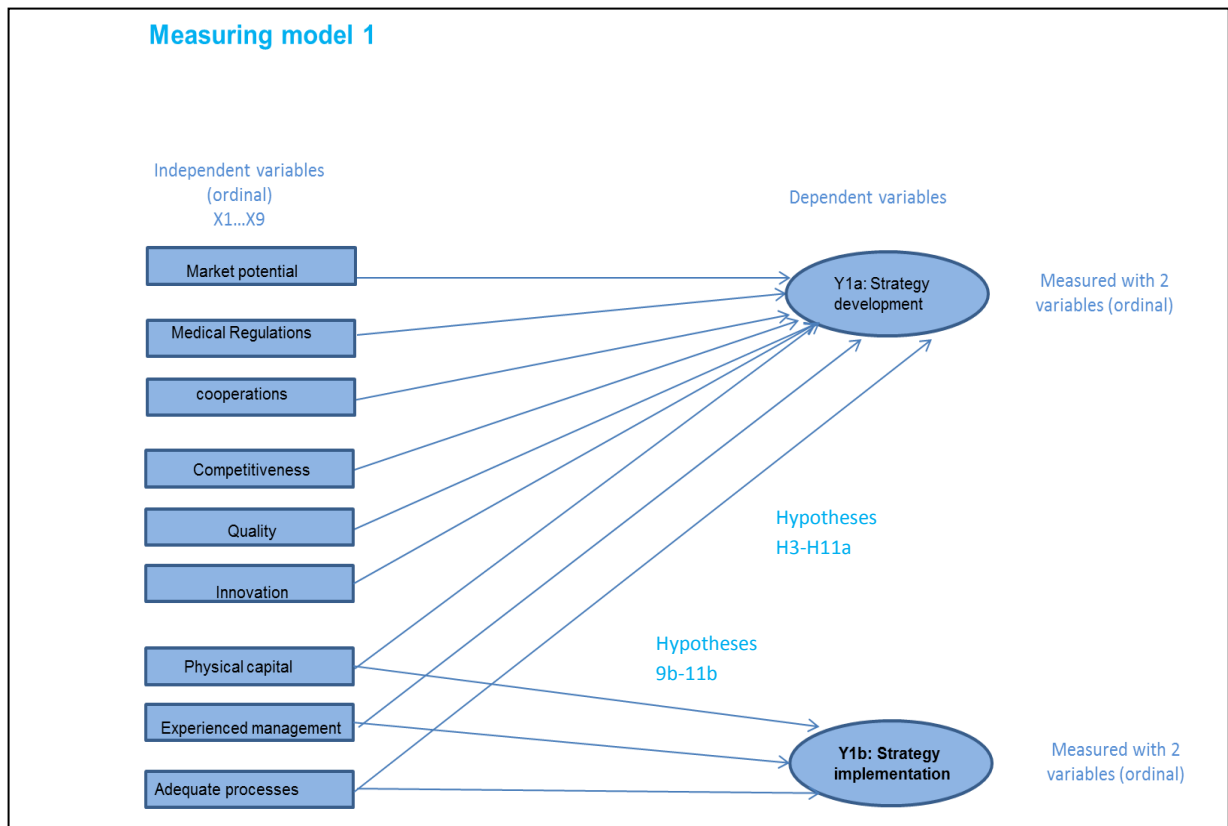 Measuring model 1
Independent variables
(ordinal)
X1...X9
Dependent variables
Market potential
Medical Regulations
cooperations
Competitiveness
Quality
Innovation
Physical capital
Experienced management
Adequate processes
Y1a: Strategy
development
Measured with 2
variables (ordinal)
Hypotheses
H3-H11a
Hypotheses
9b-11b
Y1b: Strategy
implementation
Measured with 2
variables (ordinal)